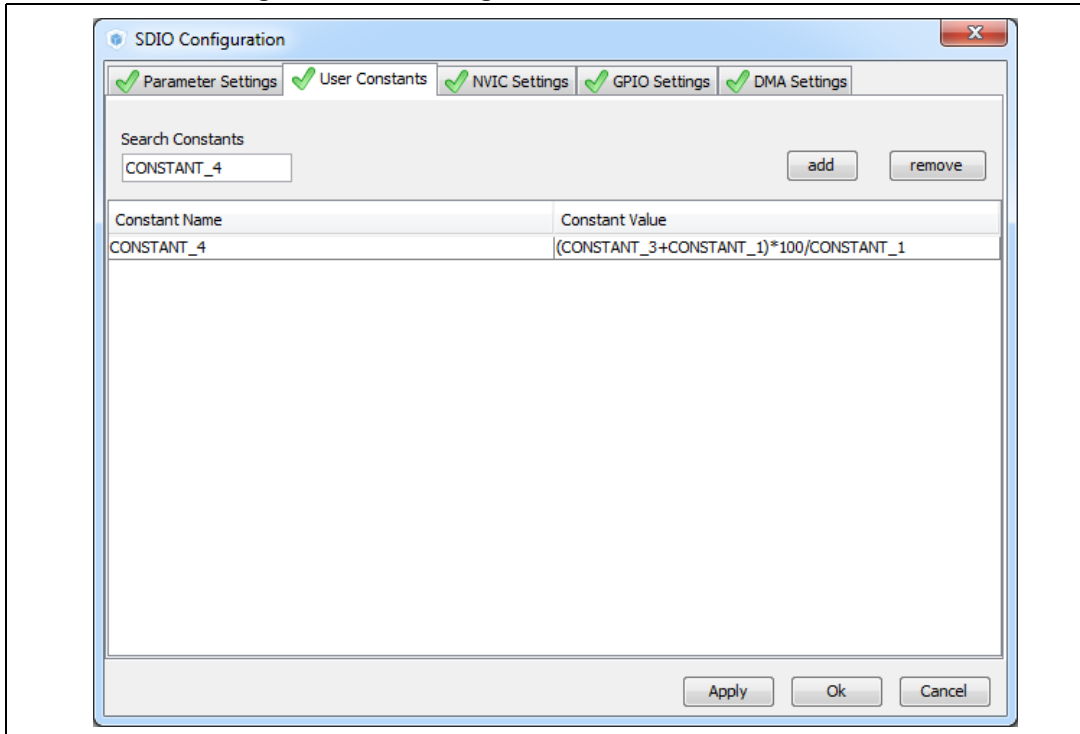 SDIO Configuration
Parameter Settings User Constants NVIC Settings GPIO Settings DMA Settings
Search Constants
CONSTANT_4
add remove
Constant Name Constant Value
CONSTANT_4 (CONSTANT_3+CONSTANT_1)*100/CONSTANT_1
Apply Ok Cancel